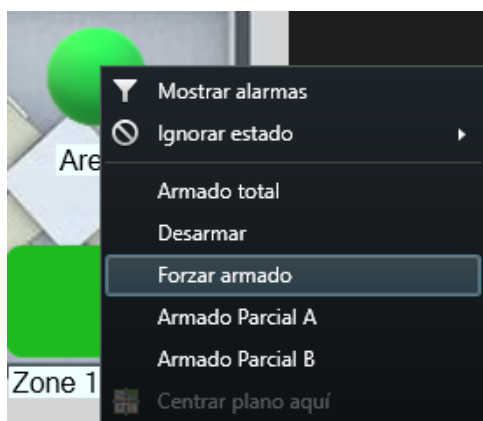 Mostrar alarmas
Ignorar estado
Are
Armado total
Desarmar
Forzar armado
Armado Parcial A
Armado Parcial B
Zone 1
Centrar plano aquí